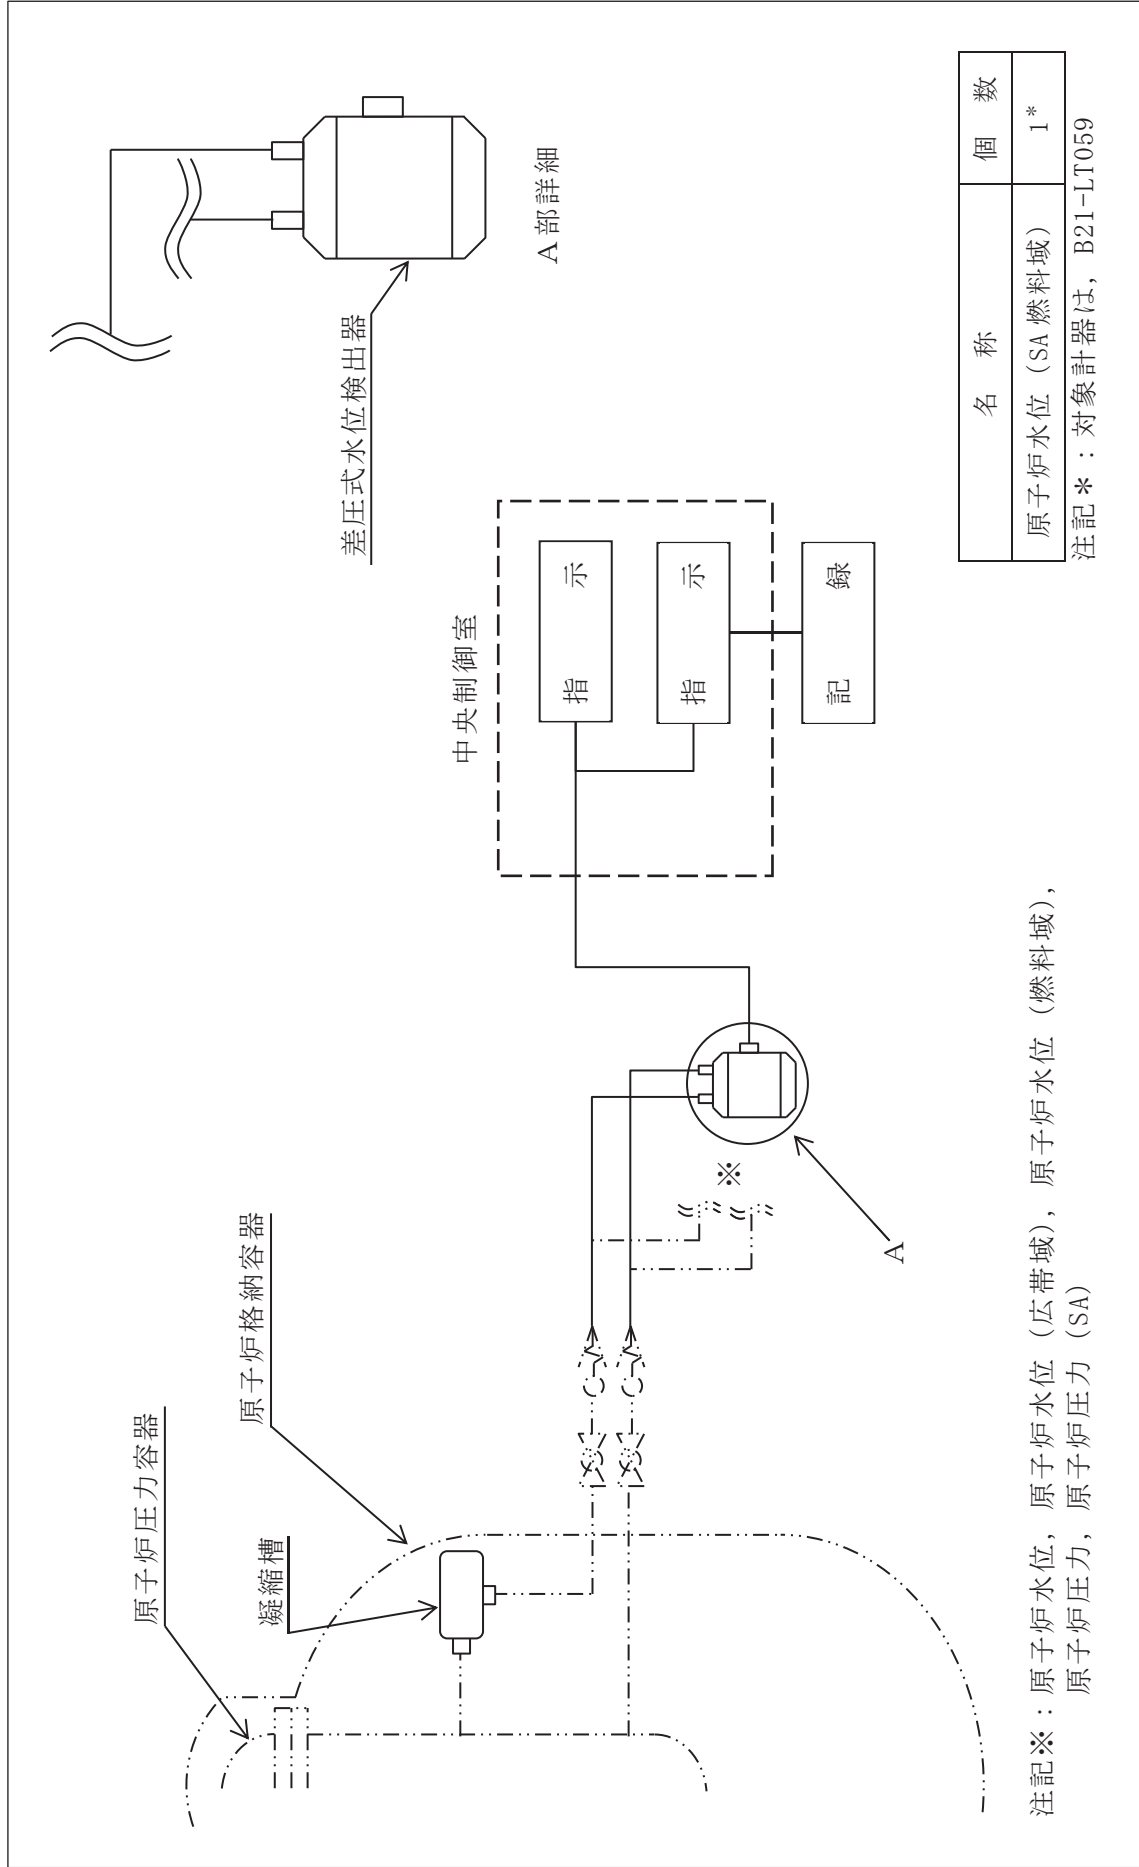 原子炉圧力容器
原子炉格納容器
凝縮槽
中央制御室
指示
指示
記録
※
A
差圧式水位検出器
A部詳細
名 称 個 数
原子炉水位（SA燃料域） 1*
注記＊：対象計器は，B21-LT059
注記※：原子炉水位，原子炉水位（広帯域），原子炉水位（燃料域），
原子炉圧力，原子炉圧力（SA）